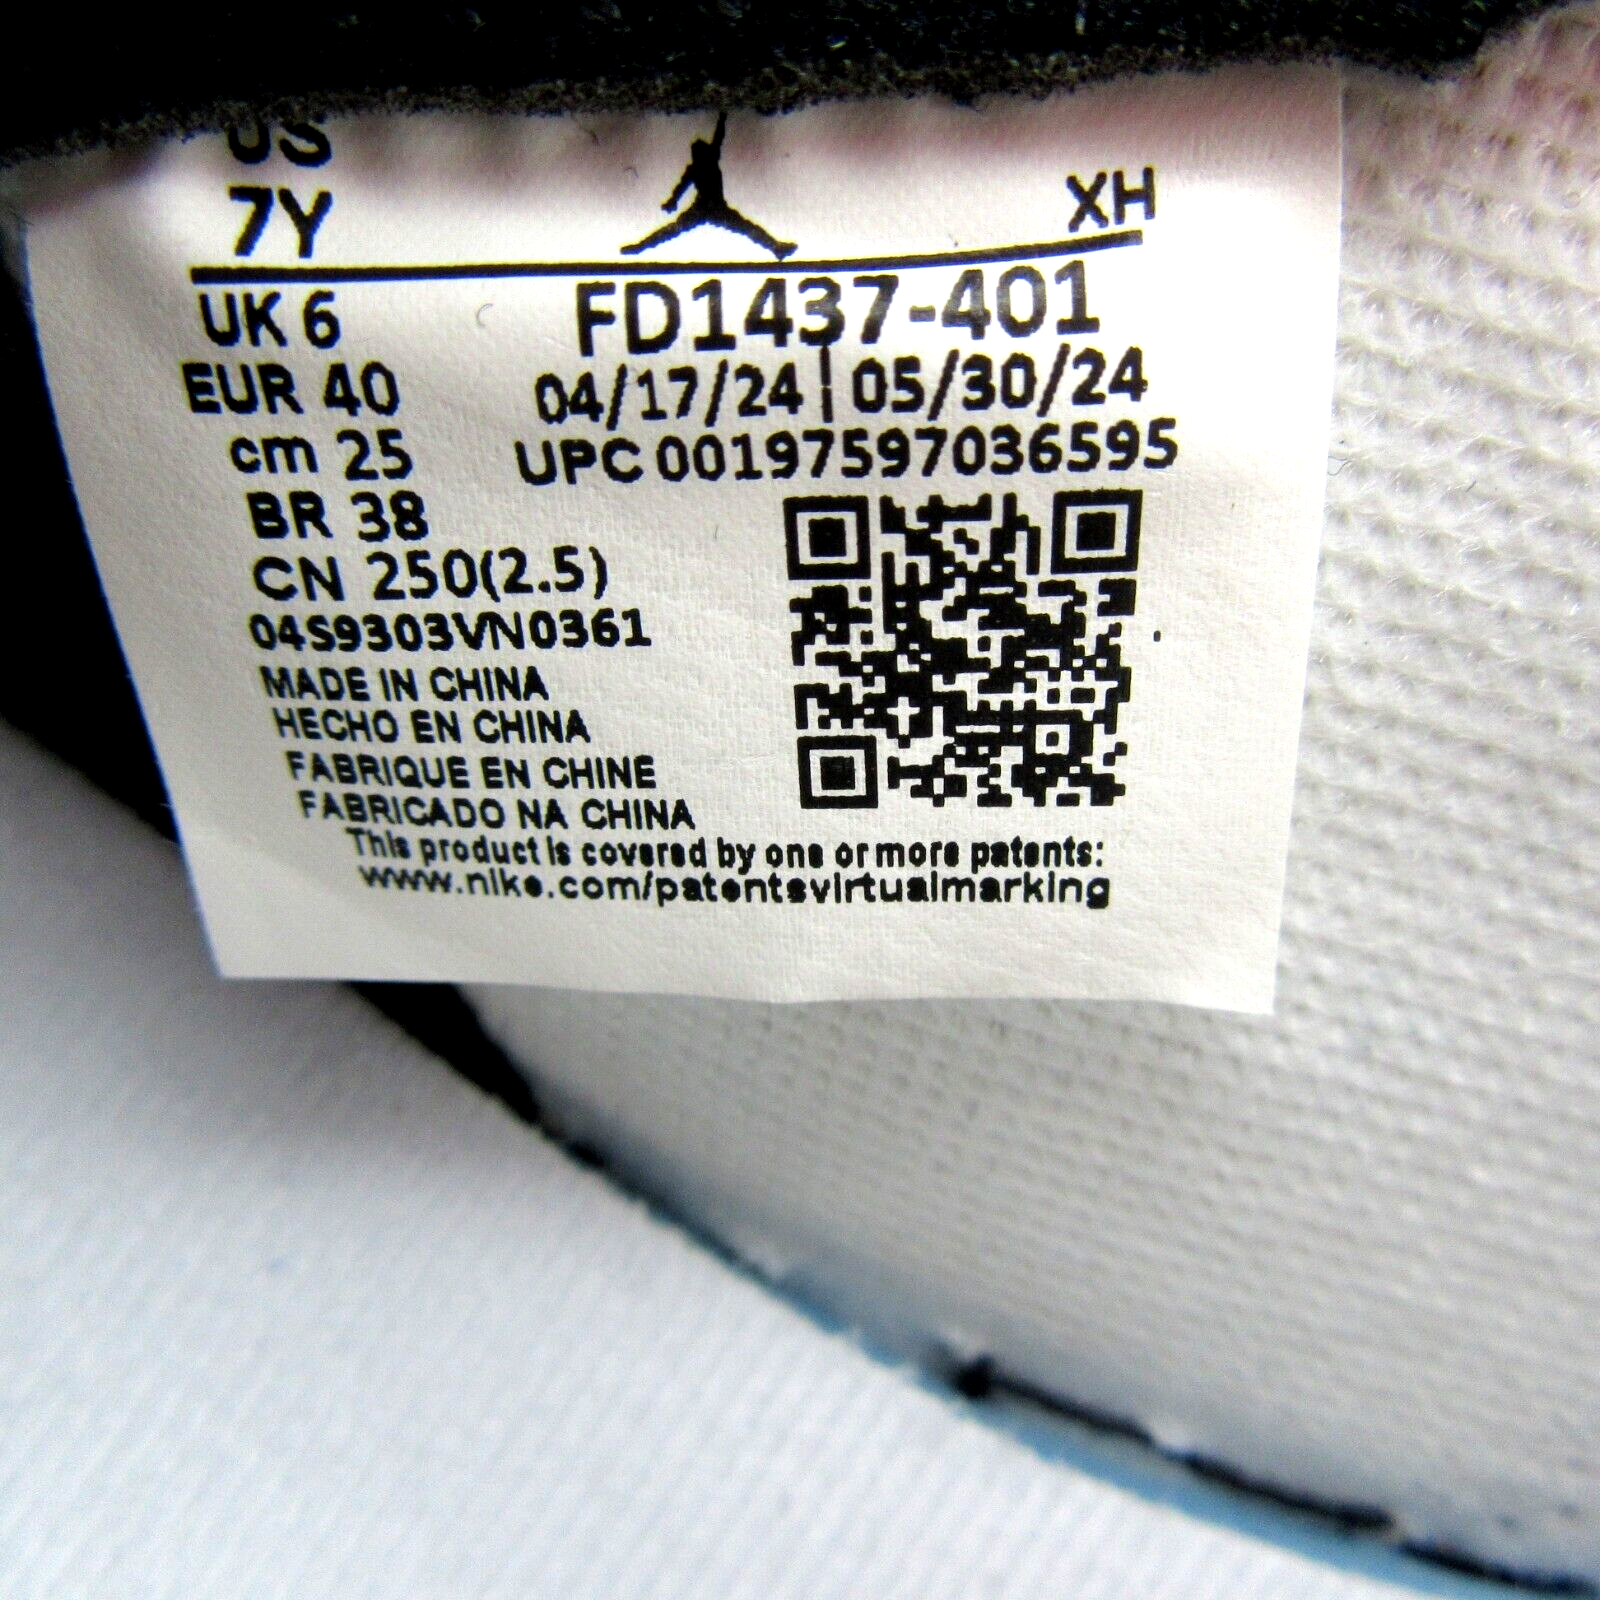 US
7Y
XH
UK 6
FD1437-401
EUR 40
04/17/24 | 05/30/24
cm 25
UPC 00197597036595
BR 38
CN 250(2.5)
04S9303VN0361
MADE IN CHINA
HECHO EN CHINA
FABRIQUE EN CHINE
FABRICADO NA CHINA
This product is covered by one or more patents:
www.nike.com/patentsvirtualmarking